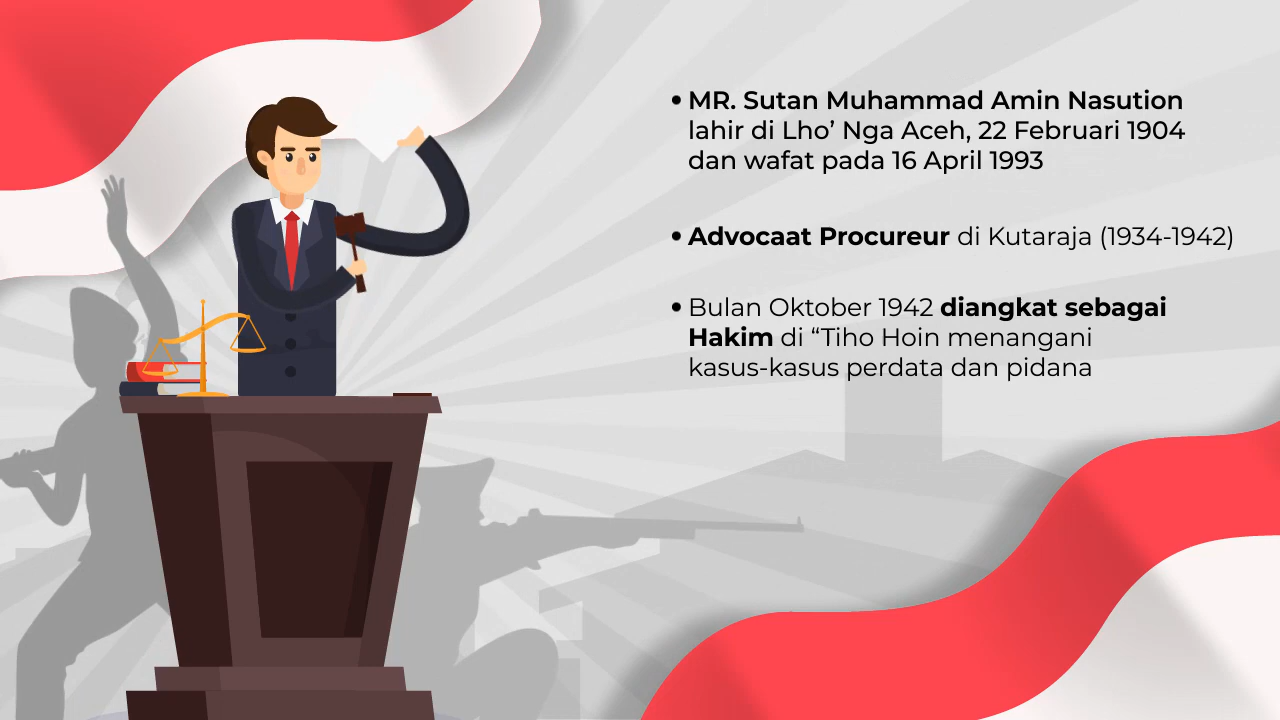 • MR. Sutan Muhammad Amin Nasution
lahir di Lho’ Nga Aceh, 22 Februari 1904
dan wafat pada 16 April 1993
• Advocaat Procureur di Kutaraja (1934-1942)
• Bulan Oktober 1942 diangkat sebagai
Hakim di “Tiho Hoin menangani
kasus-kasus perdata dan pidana